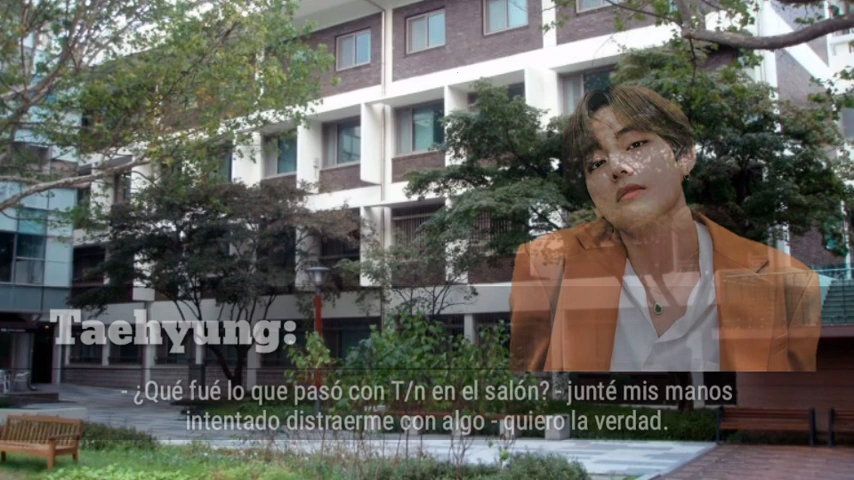 Taehyung:
- ¿Qué fué lo que pasó con T/n en el salón? - junté mis manos
intentado distraerme con algo - quiero la verdad.